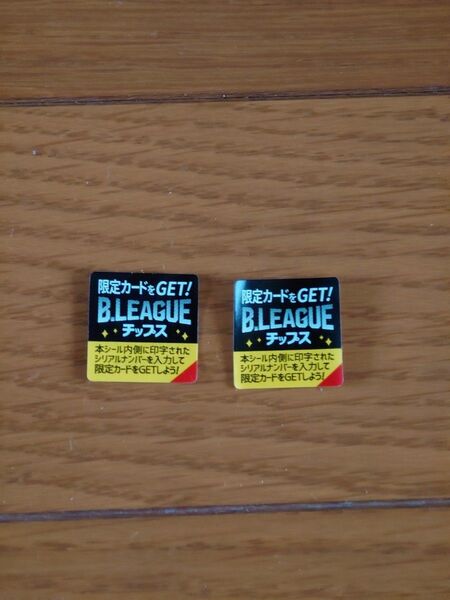 限定カードをGET!
B.LEAGUE
チップス
本シール内側に印字された
シリアルナンバーを入力して
限定カードをGETしよう!
限定カードをGET!
B.LEAGUE
チップス
本シール内側に印字された
シリアルナンバーを入力して
限定カードをGETしよう!